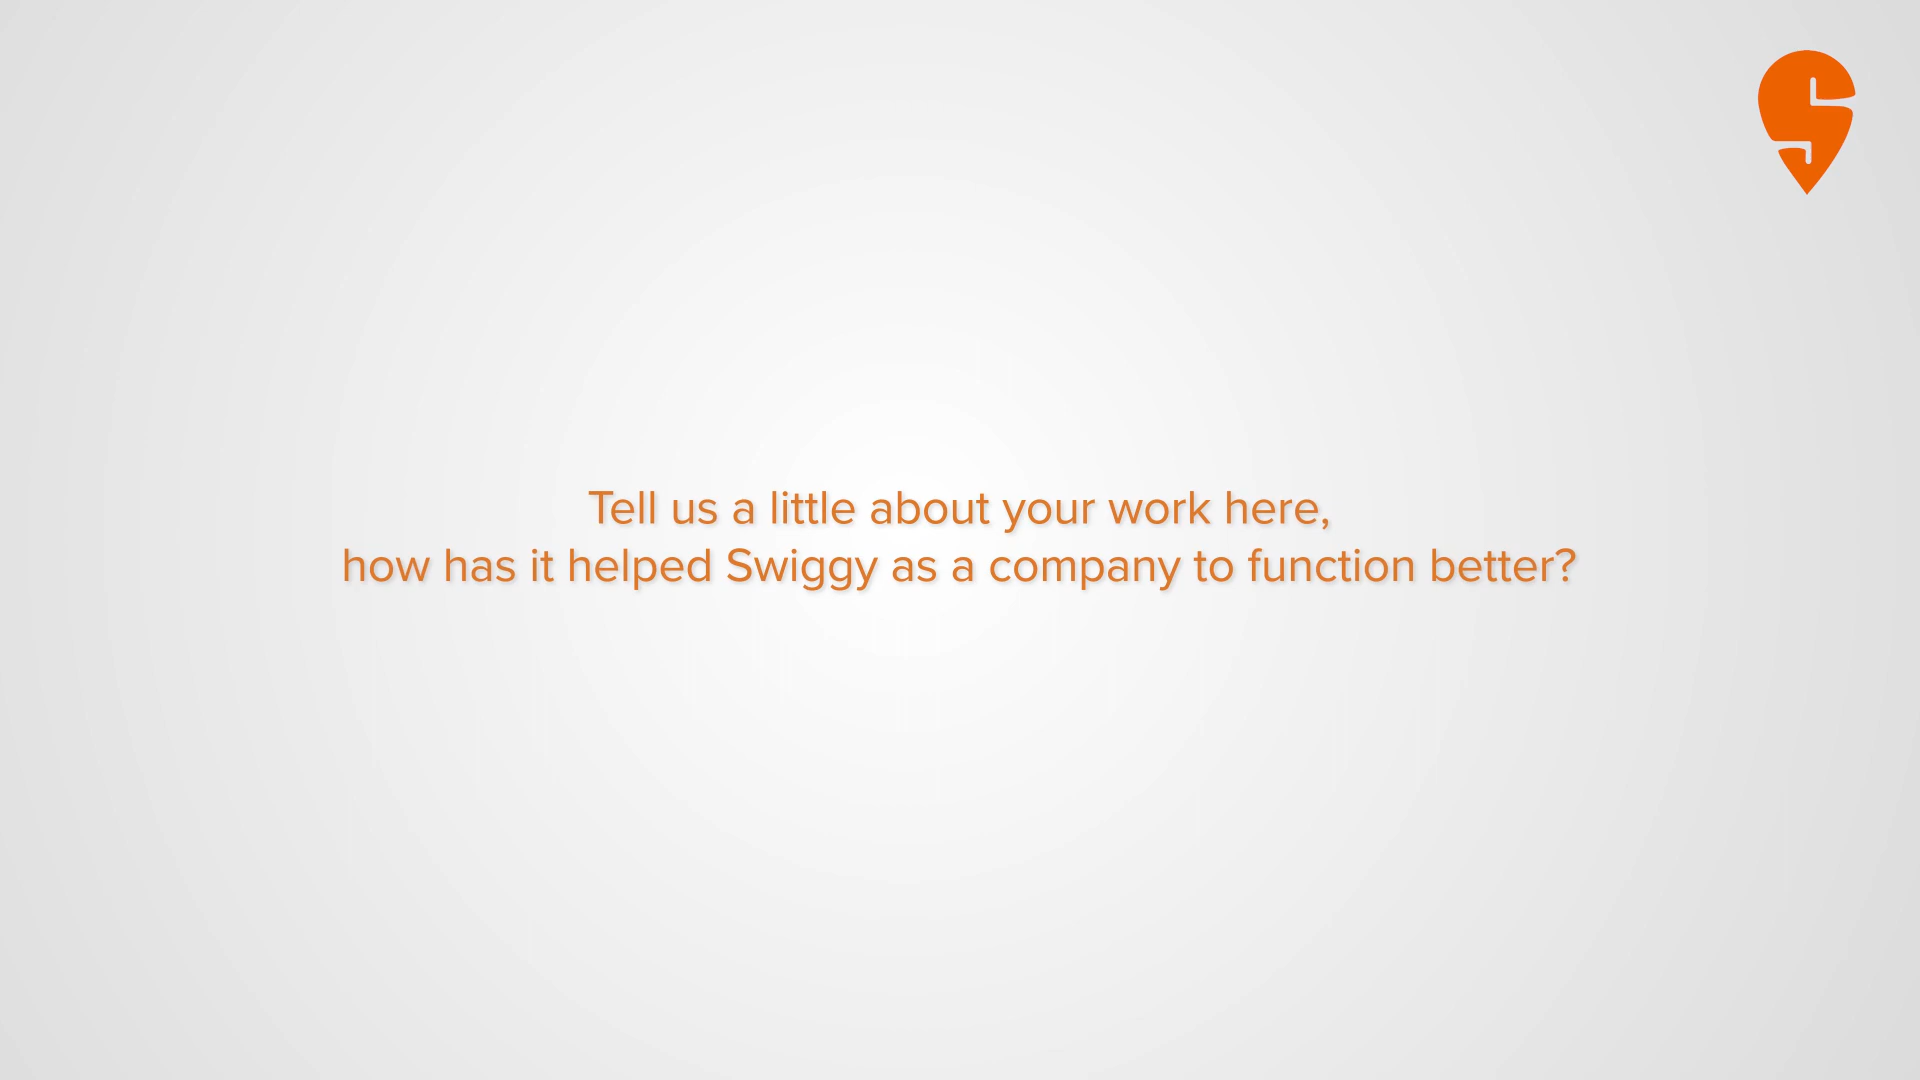 Tell us a little about your work here,
how has it helped Swiggy as a company to function better?